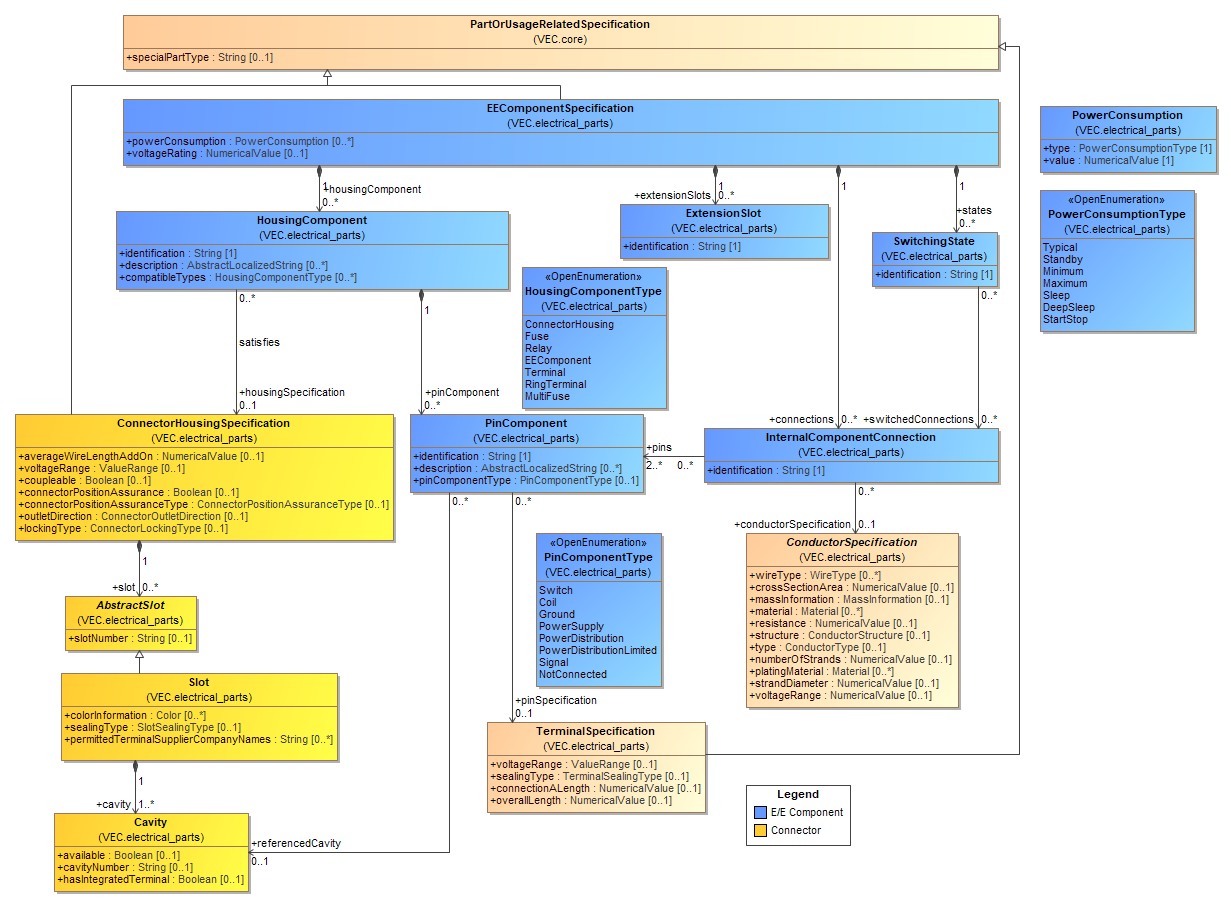 PartOrUsageRelatedSpecification
(VEC.core)
+specialPartType : String [0..1]
EEComponentSpecification
(VEC.electrical_parts)
+powerConsumption : PowerConsumption [0..*]
+voltageRating : NumericalValue [0..1]
PowerConsumption
(VEC.electrical_parts)
+type : PowerConsumptionType [1]
+value : NumericalValue [1]
1
+housingComponent
0..*
1
+extensionSlots
0..*
1
1
+states
0..*
«OpenEnumeration»
PowerConsumptionType
(VEC.electrical_parts)
Typical
Standby
Minimum
Maximum
Sleep
DeepSleep
StartStop
HousingComponent
(VEC.electrical_parts)
+identification : String [1]
+description : AbstractLocalizedString [0..*]
+compatibleTypes : HousingComponentType [0..*]
ExtensionSlot
(VEC.electrical_parts)
+identification : String [1]
SwitchingState
(VEC.electrical_parts)
+identification : String [1]
«OpenEnumeration»
HousingComponentType
(VEC.electrical_parts)
ConnectorHousing
Fuse
Relay
EEComponent
Terminal
RingTerminal
MultiFuse
0..*
satisfies
+housingSpecification
0..1
1
+pinComponent
0..*
0..*
+connections
0..*
+switchedConnections
0..*
ConnectorHousingSpecification
(VEC.electrical_parts)
+averageWireLengthAddOn : NumericalValue [0..1]
+voltageRange : ValueRange [0..1]
+coupleable : Boolean [0..1]
+connectorPositionAssurance : Boolean [0..1]
+connectorPositionAssuranceType : ConnectorPositionAssuranceType [0..1]
+outletDirection : ConnectorOutletDirection [0..1]
+lockingType : ConnectorLockingType [0..1]
PinComponent
(VEC.electrical_parts)
+identification : String [1]
+description : AbstractLocalizedString [0..*]
+pinComponentType : PinComponentType [0..1]
+pins
2..*
0..*
InternalComponentConnection
(VEC.electrical_parts)
+identification : String [1]
0..*
0..*
0..*
+conductorSpecification
0..1
«OpenEnumeration»
PinComponentType
(VEC.electrical_parts)
Switch
Coil
Ground
PowerSupply
PowerDistribution
PowerDistributionLimited
Signal
NotConnected
ConductorSpecification
(VEC.electrical_parts)
+wireType : WireType [0..*]
+crossSectionArea : NumericalValue [0..1]
+massInformation : MassInformation [0..1]
+material : Material [0..*]
+resistance : NumericalValue [0..1]
+structure : ConductorStructure [0..1]
+type : ConductorType [0..1]
+numberOfStrands : NumericalValue [0..1]
+platingMaterial : Material [0..*]
+strandDiameter : NumericalValue [0..1]
+voltageRange : NumericalValue [0..1]
1
+slot
0..*
AbstractSlot
(VEC.electrical_parts)
+slotNumber : String [0..1]
Slot
(VEC.electrical_parts)
+colorInformation : Color [0..*]
+sealingType : SlotSealingType [0..1]
+permittedTerminalSupplierCompanyNames : String [0..*]
+pinSpecification
0..1
TerminalSpecification
(VEC.electrical_parts)
+voltageRange : ValueRange [0..1]
+sealingType : TerminalSealingType [0..1]
+connectionALength : NumericalValue [0..1]
+overallLength : NumericalValue [0..1]
1
+cavity
1..*
Cavity
(VEC.electrical_parts)
+available : Boolean [0..1]
+cavityNumber : String [0..1]
+hasIntegratedTerminal : Boolean [0..1]
+referencedCavity
0..1
Legend
E/E Component
Connector